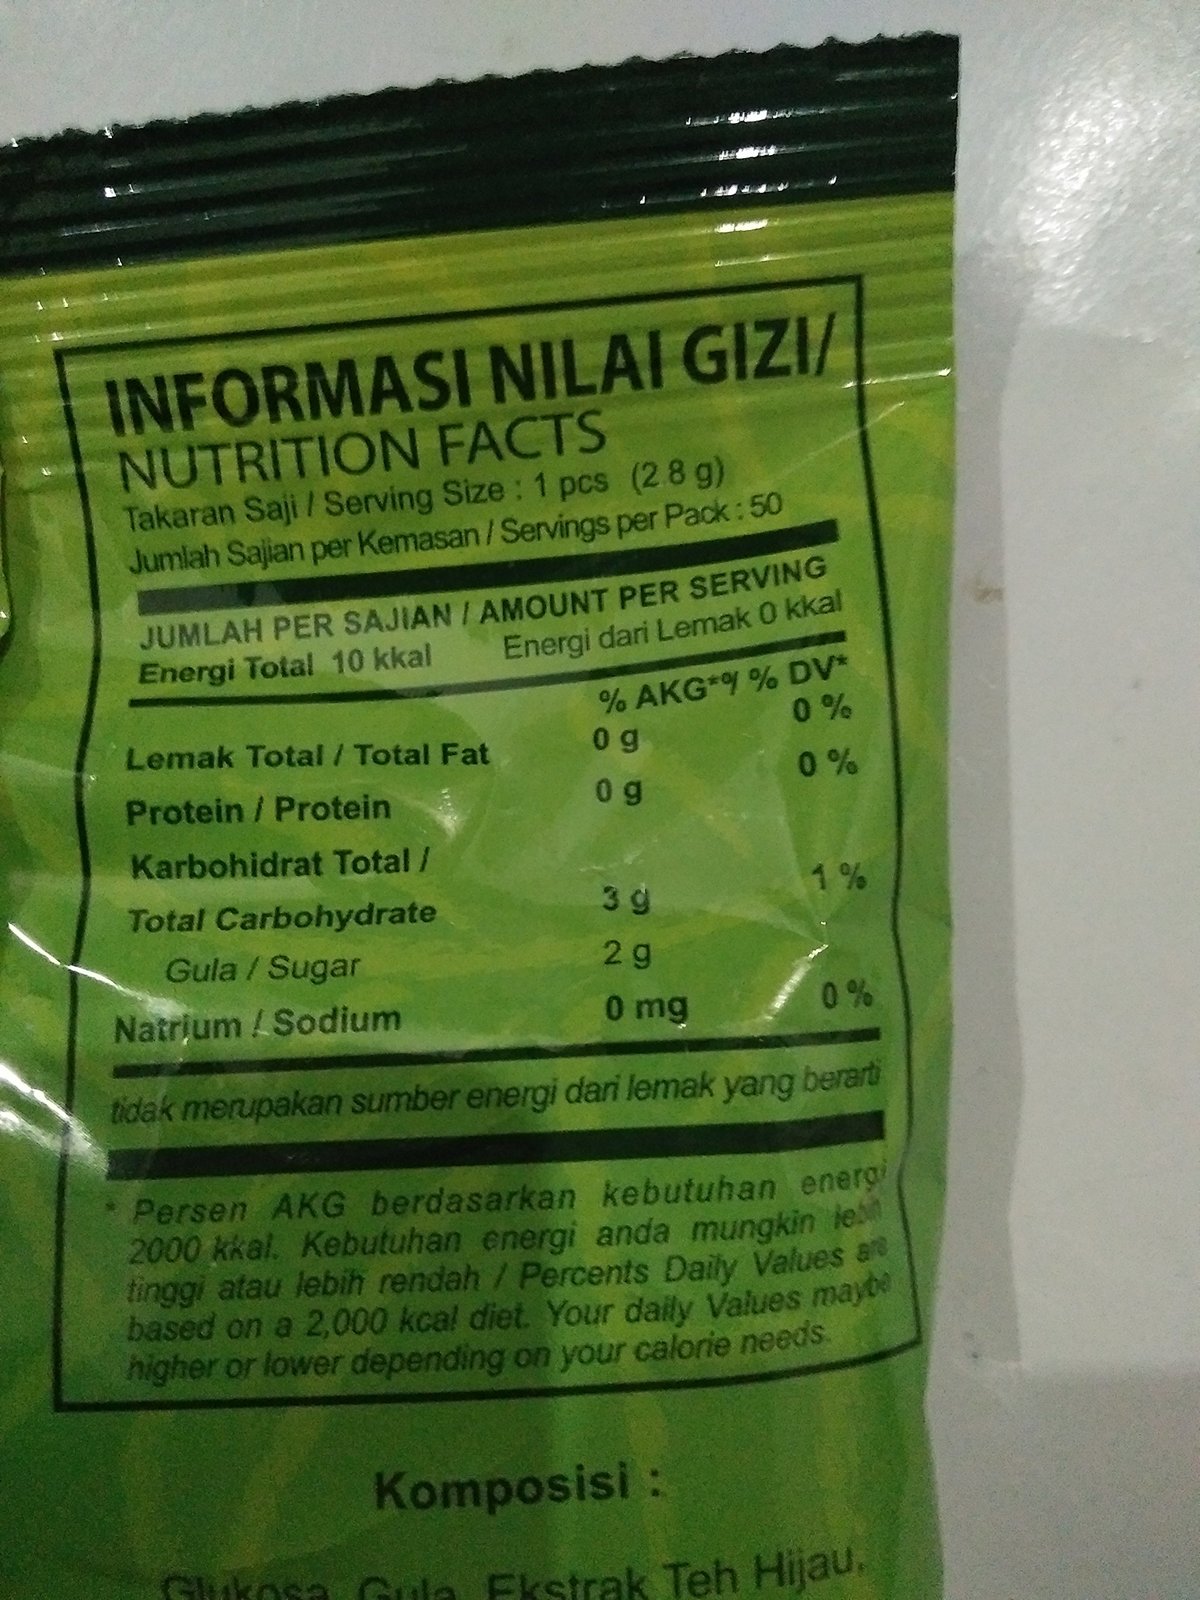 INFORMASI NILAI GIZI/
NUTRITION FACTS
Takaran Saji / Serving Size : 1 pcs (2.8 g)
Jumlah Sajian per Kemasan / Servings per Pack : 50
JUMLAH PER SAJIAN / AMOUNT PER SERVING
Energi Total 10 kkal Energi dari Lemak 0 kkal
% AKG*/ % DV*
Lemak Total / Total Fat 0 g 0 %
Protein / Protein 0 g 0 %
Karbohidrat Total /
Total Carbohydrate 3 g 1 %
Gula / Sugar 2 g
Natrium / Sodium 0 mg 0 %
tidak merupakan sumber energi dari lemak yang berarti
* Persen AKG berdasarkan kebutuhan energi
2000 kkal. Kebutuhan energi anda mungkin lebih
tinggi atau lebih rendah / Percents Daily Values are
based on a 2,000 kcal diet. Your daily Values maybe
higher or lower depending on your calorie needs.
Komposisi :
Glukosa, Gula, Ekstrak Teh Hijau,